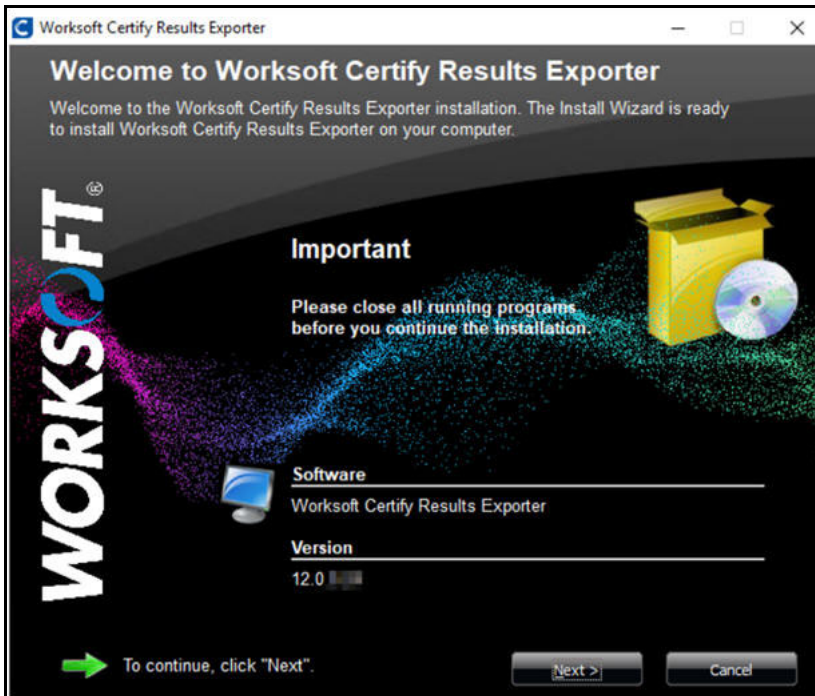 Worksoft Certify Results Exporter
Welcome to Worksoft Certify Results Exporter
Welcome to the Worksoft Certify Results Exporter installation. The Install Wizard is ready
to install Worksoft Certify Results Exporter on your computer.
WORKSOFT®
Important
Please close all running programs
before you continue the installation.
Software
Worksoft Certify Results Exporter
Version
12.0
To continue, click "Next".
Next >
Cancel